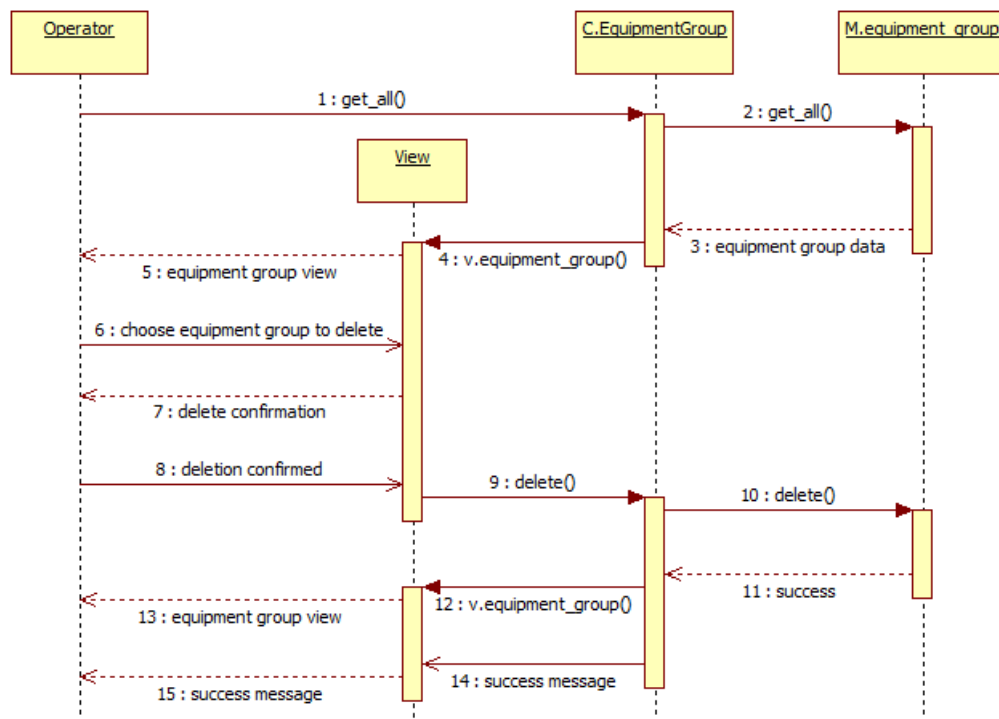 Operator
C.EquipmentGroup
M.equipment_group
1 : get_all()
2 : get_all()
View
3 : equipment group data
4 : v.equipment_group()
5 : equipment group view
6 : choose equipment group to delete
7 : delete confirmation
8 : deletion confirmed
9 : delete()
10 : delete()
11 : success
12 : v.equipment_group()
13 : equipment group view
14 : success message
15 : success message